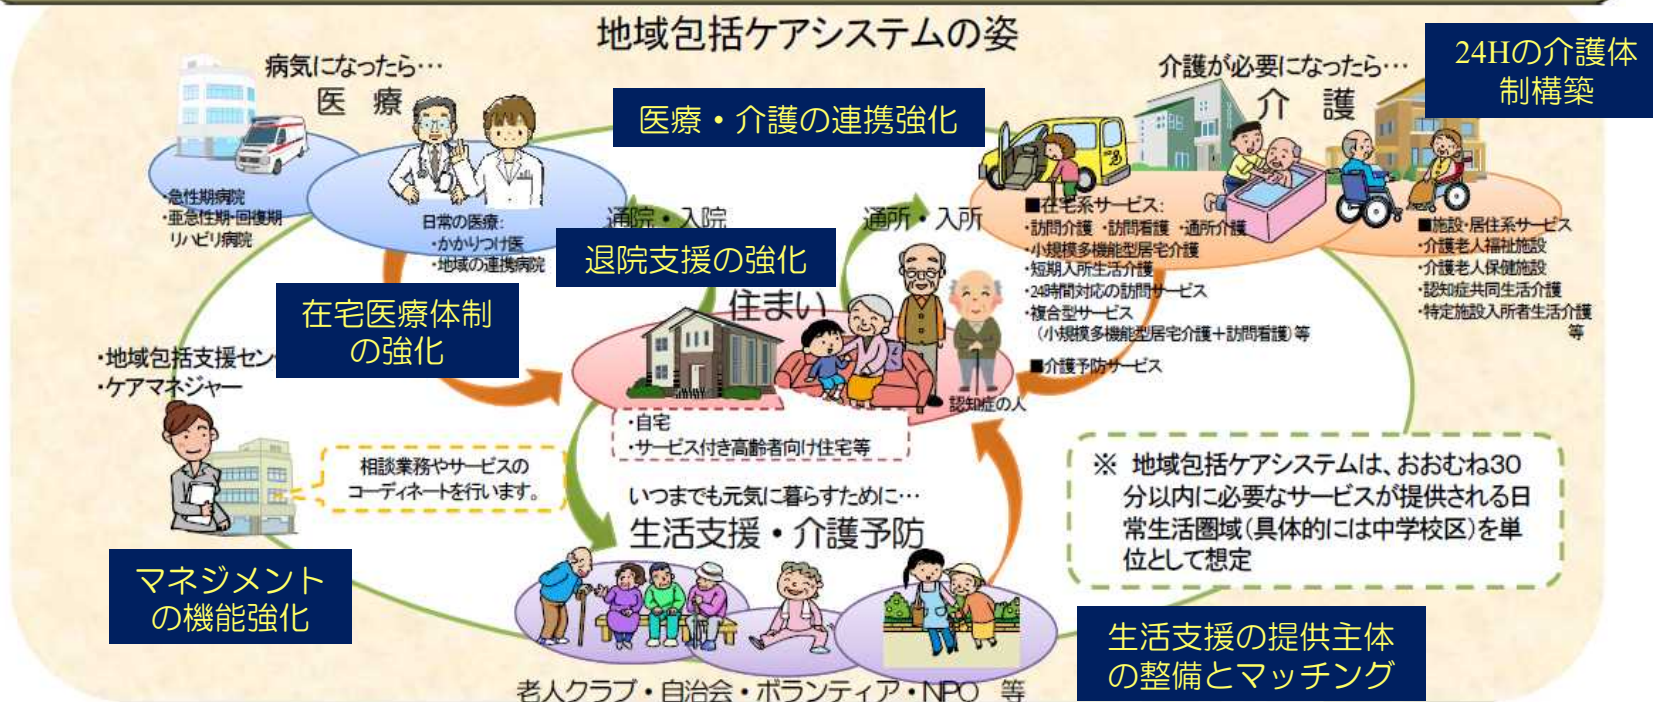 地域包括ケアシステムの姿
病気になったら…
医　療
介護が必要になったら…
介　護
24Hの介護体
制構築
医療・介護の連携強化
・急性期病院
・亜急性期・回復期
リハビリ病院
日常の医療：
・かかりつけ医
・地域の連携病院
通院・入院
通所・入所
■在宅系サービス：
・訪問介護　・訪問看護　・通所介護
・小規模多機能型居宅介護
・短期入所生活介護
・24時間対応の訪問サービス
・複合型サービス
（小規模多機能型居宅介護＋訪問看護）等
■介護予防サービス
■施設・居住系サービス
・介護老人福祉施設
・介護老人保健施設
・認知症共同生活介護
・特定施設入所者生活介護
等
退院支援の強化
住まい
在宅医療体制
の強化
・地域包括支援セン
・ケアマネジャー
認知症の人
・自宅
・サービス付き高齢者向け住宅等
相談業務やサービスの
コーディネートを行います。
いつまでも元気に暮らすために…
生活支援・介護予防
※　地域包括ケアシステムは、おおむね30
分以内に必要なサービスが提供される日
常生活圏域（具体的には中学校区）を単
位として想定
マネジメント
の機能強化
生活支援の提供主体
の整備とマッチング
老人クラブ・自治会・ボランティア・NPO　等